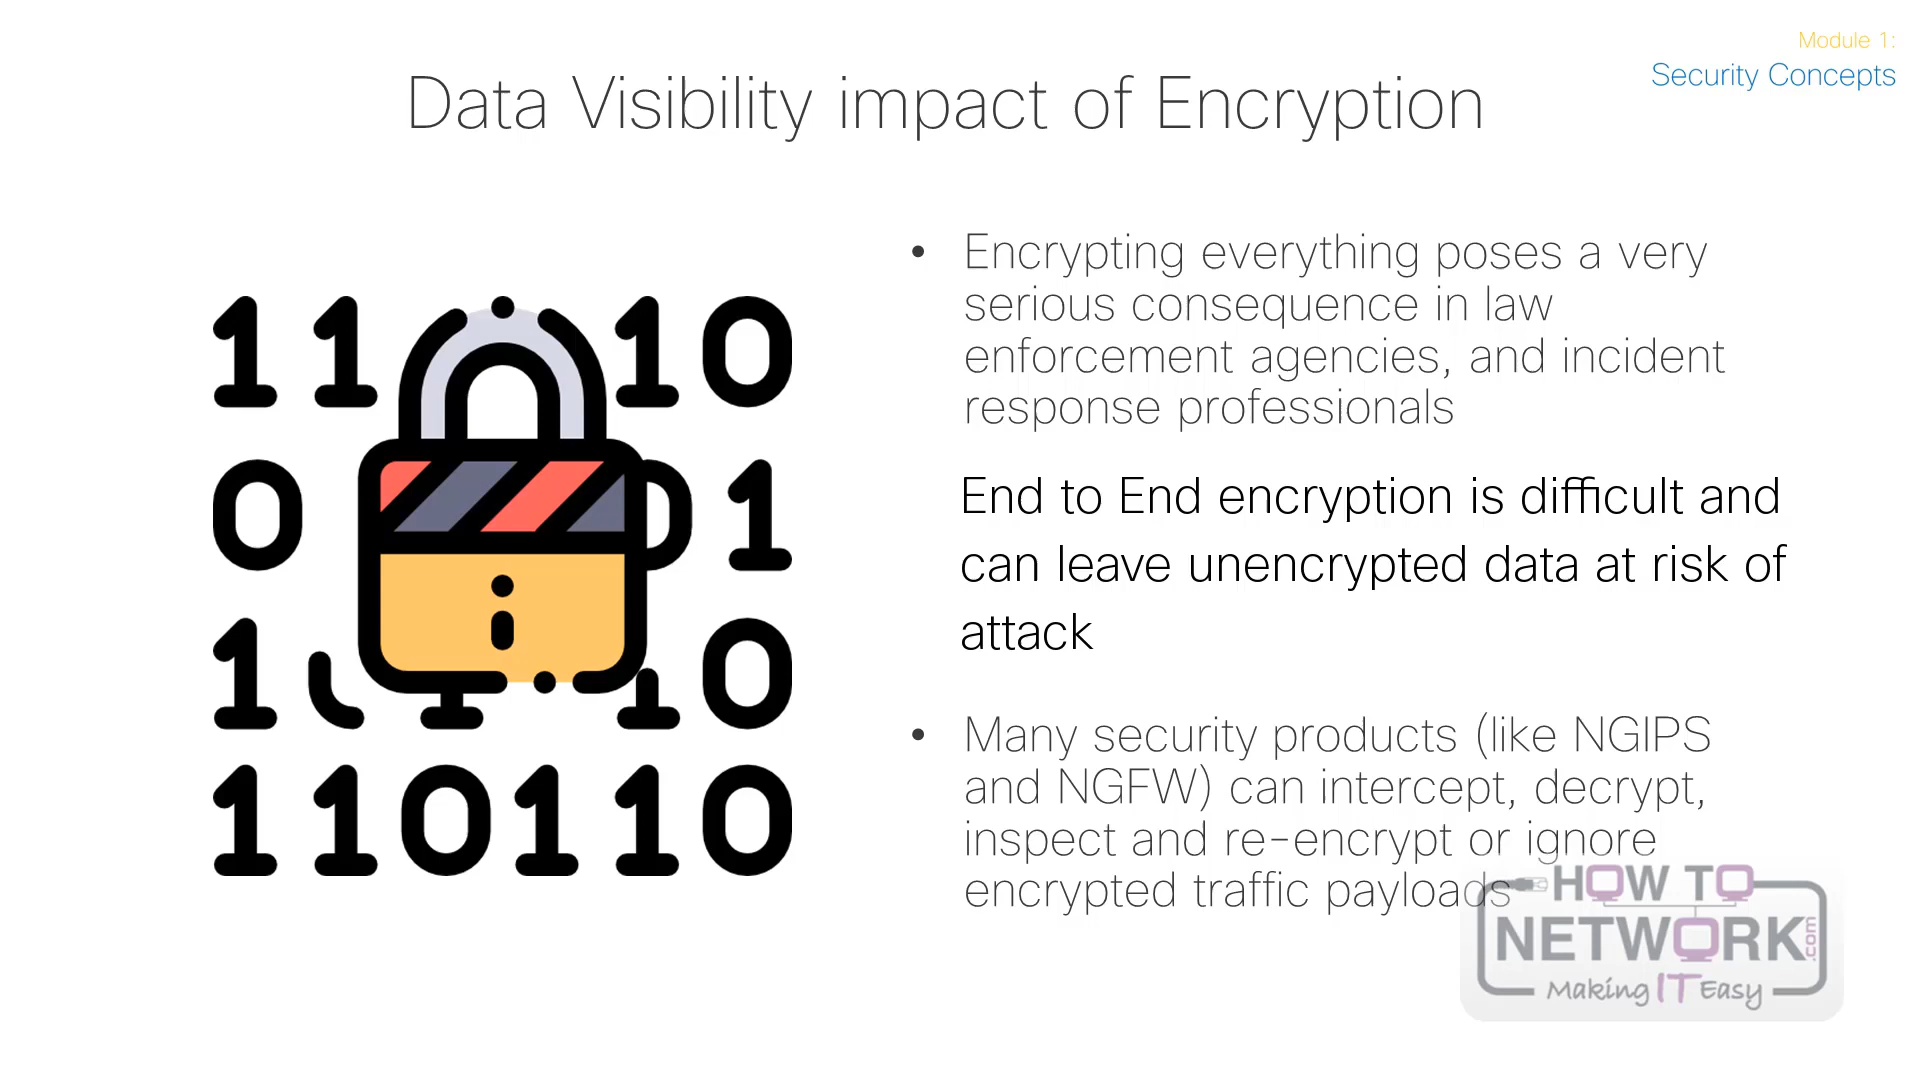 Module 1:
Security Concepts
Data Visibility impact of Encryption
11 10
0 01
1 10
110110
• Encrypting everything poses a very
serious consequence in law
enforcement agencies, and incident
response professionals
End to End encryption is difficult and
can leave unencrypted data at risk of
attack
• Many security products (like NGIPS
and NGFW) can intercept, decrypt,
inspect and re-encrypt or ignore
encrypted traffic payloads
HOW TO
NETWORK.com
Making IT Easy